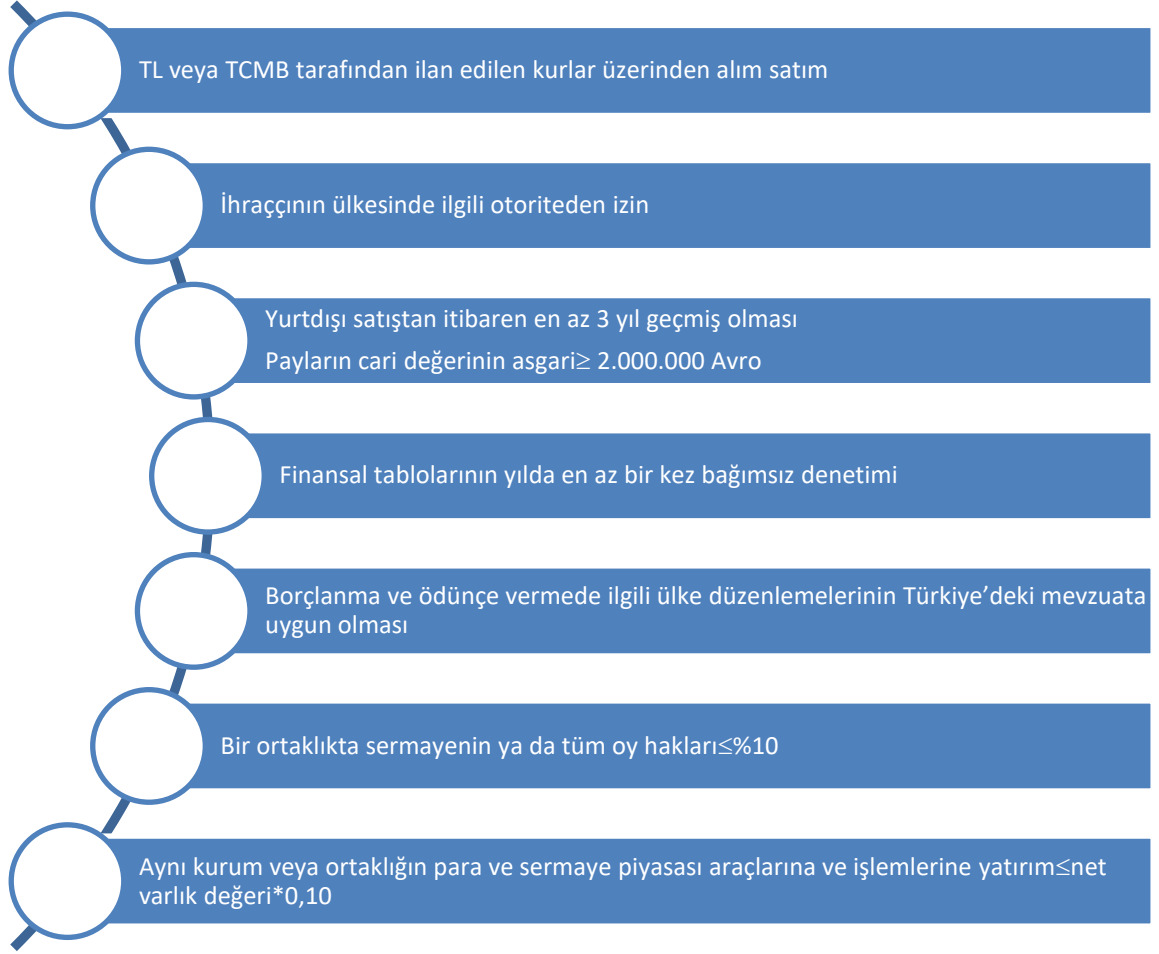 TL veya TCMB tarafından ilan edilen kurlar üzerinden alım satım
İhraççının ülkesinde ilgili otoriteden izin
Yurtdışı satıştan itibaren en az 3 yıl geçmiş olması
Payların cari değerinin asgari≥ 2.000.000 Avro
Finansal tablolarının yılda en az bir kez bağımsız denetimi
Borçlanma ve ödünçe vermede ilgili ülke düzenlemelerinin Türkiye’deki mevzuata
uygun olması
Bir ortaklıkta sermayenin ya da tüm oy hakları≤%10
Aynı kurum veya ortaklığın para ve sermaye piyasası araçlarına ve işlemlerine yatırım≤net
varlık değeri*0,10